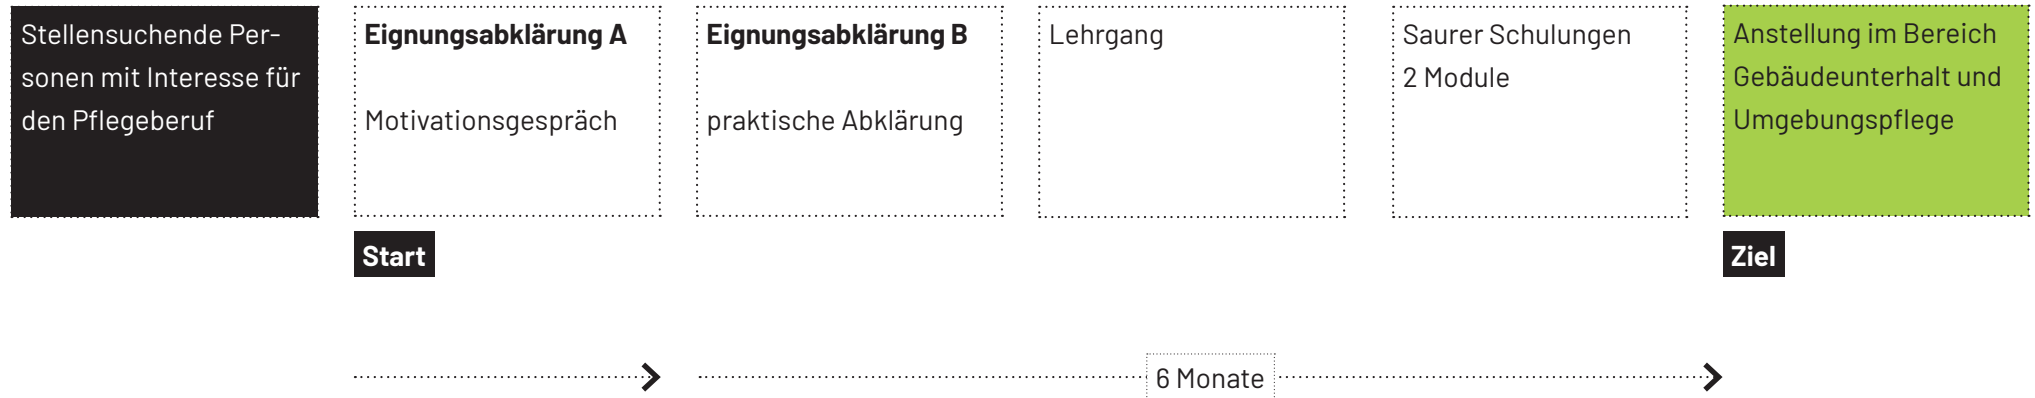 Stellensuchende Per-
sonen mit Interesse für
den Pflegeberuf
Eignungsabklärung A
Motivationsgespräch
Eignungsabklärung B
praktische Abklärung
Lehrgang
Saurer Schulungen
2 Module
Anstellung im Bereich
Gebäudeunterhalt und
Umgebungspflege
Start
Ziel
6 Monate